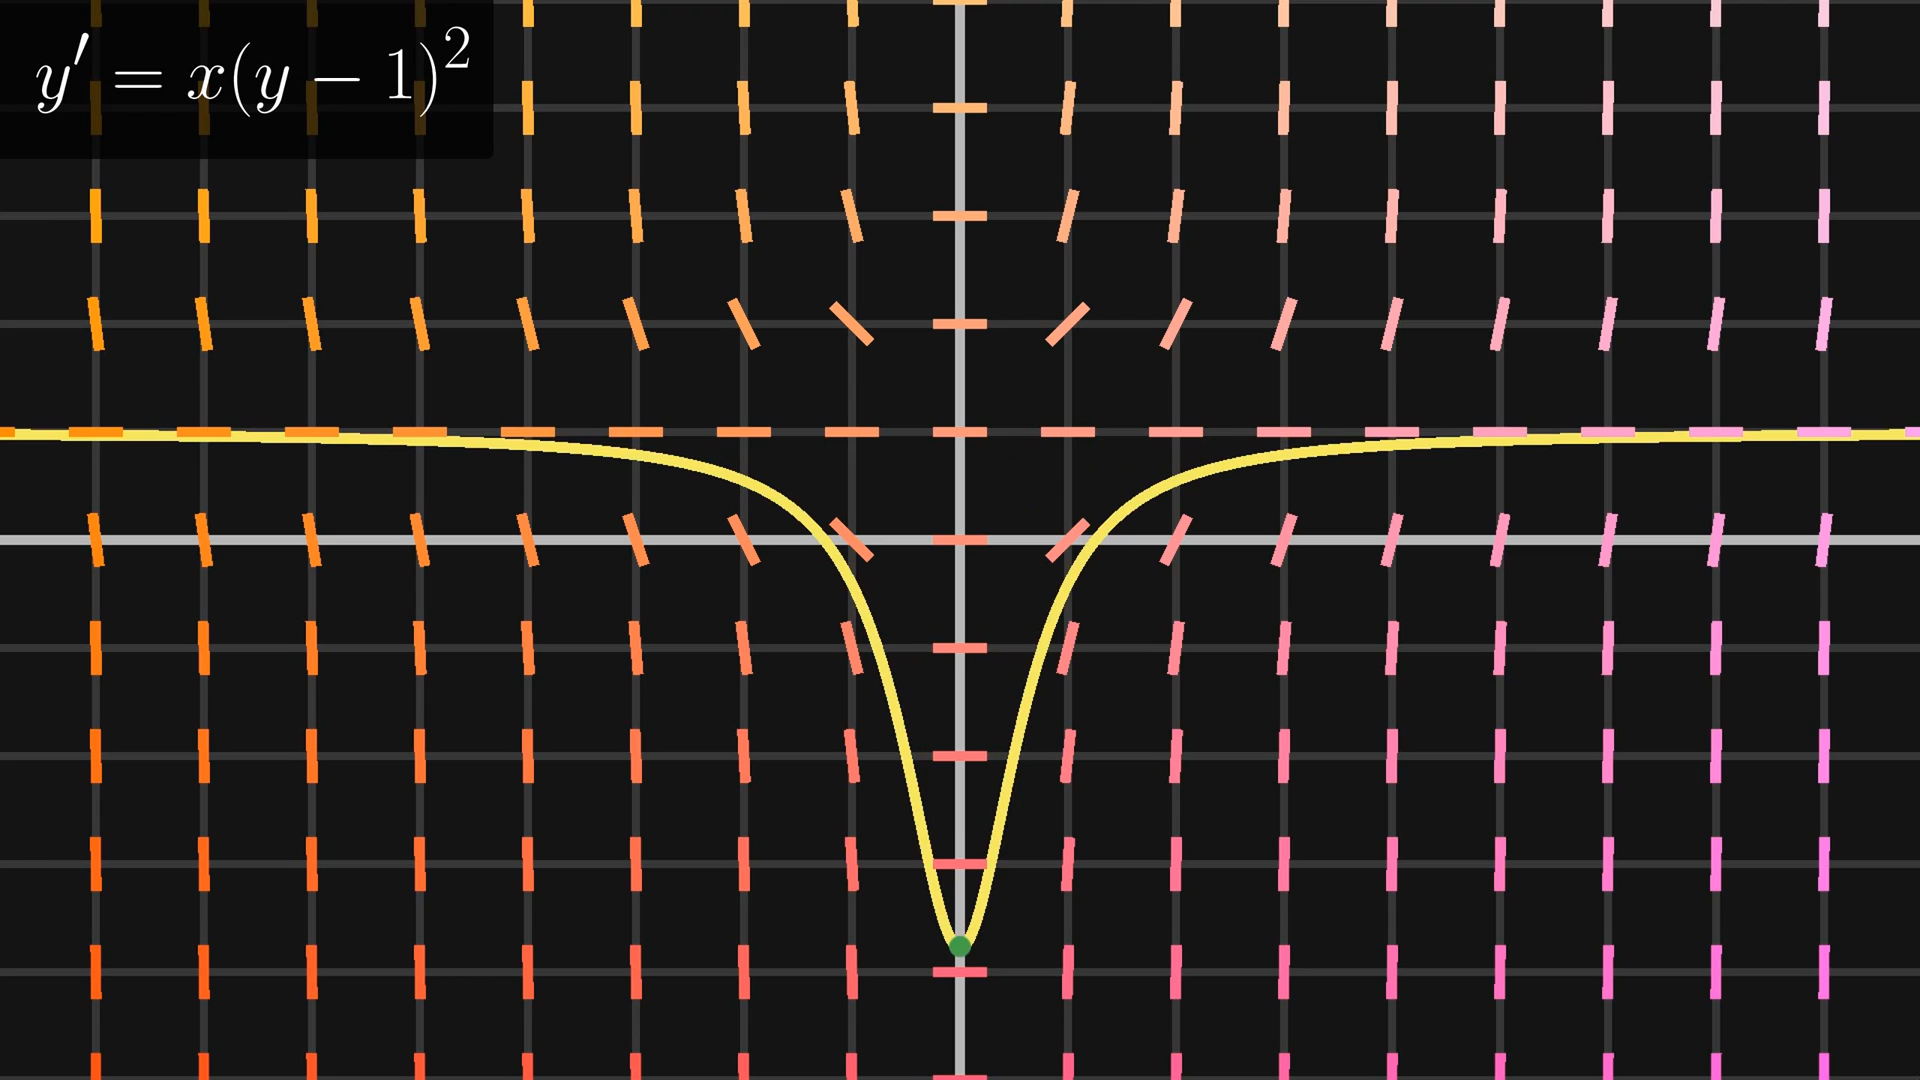 y′ = x(y − 1)²